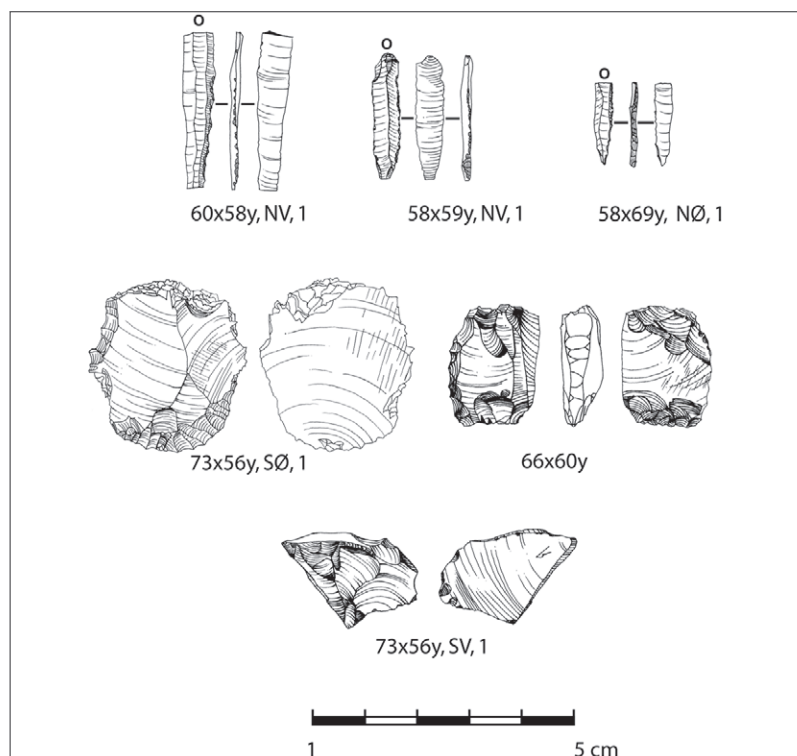 O
O
O
60x58y, NV, 1
58x59y, NV, 1
58x69y, NØ, 1
73x56y, SØ, 1
66x60y
73x56y, SV, 1
1
5 cm